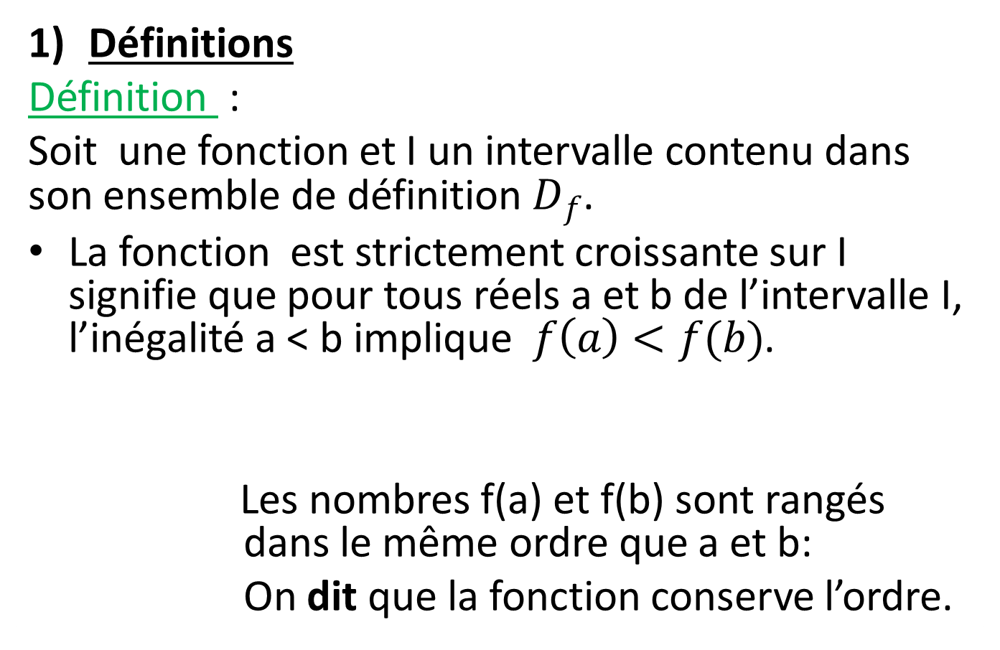 1) Définitions
Définition :
Soit une fonction et I un intervalle contenu dans
son ensemble de définition $D_f$.
• La fonction est strictement croissante sur I
signifie que pour tous réels a et b de l’intervalle I,
l’inégalité a < b implique $f(a) < f(b)$.
Les nombres f(a) et f(b) sont rangés
dans le même ordre que a et b:
On dit que la fonction conserve l’ordre.